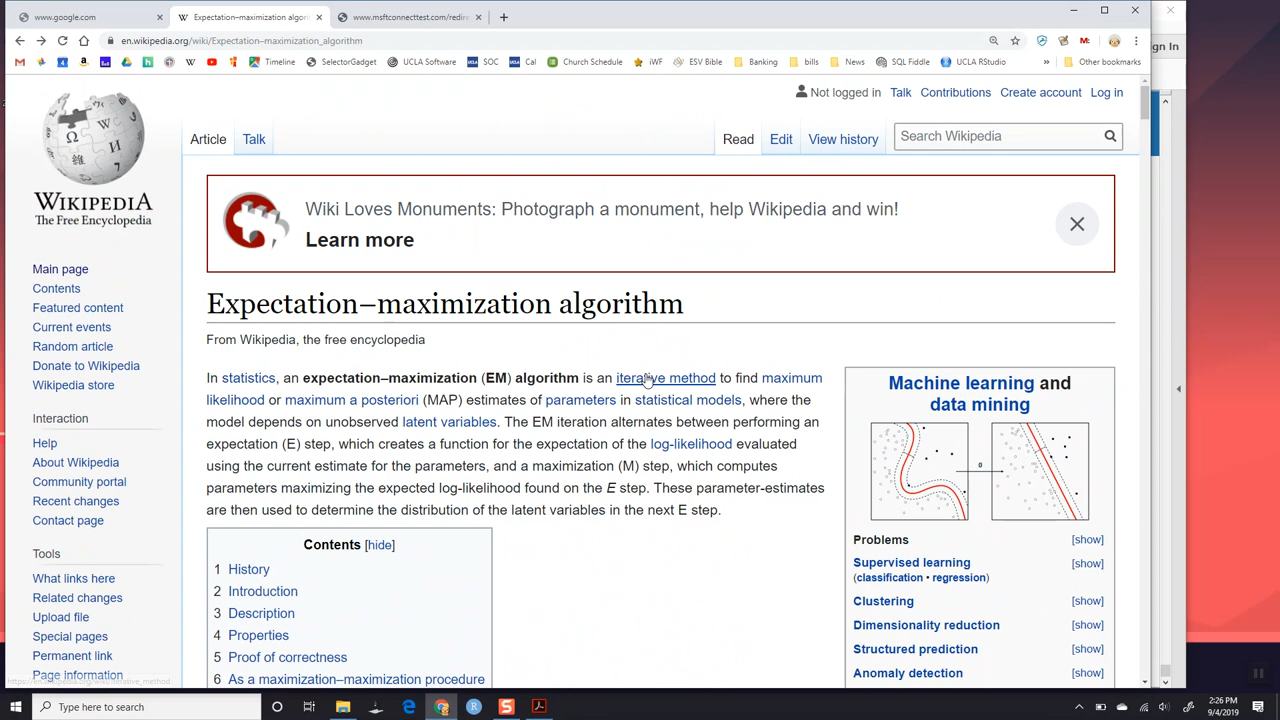 www.google.com
Expectation–maximization algori
www.msftconnecttest.com/redire
en.wikipedia.org/wiki/Expectation–maximization_algorithm
Timeline SelectorGadget UCLA Software SOC Cal Church Schedule iWF ESV Bible Banking bills News SQL Fiddle UCLA RStudio » Other bookmarks
Sign In
Not logged in Talk Contributions Create account Log in
Article Talk Read Edit View history Search Wikipedia
WIKIPEDIA
The Free Encyclopedia
Main page
Contents
Featured content
Current events
Random article
Donate to Wikipedia
Wikipedia store
Interaction
Help
About Wikipedia
Community portal
Recent changes
Contact page
Tools
What links here
Related changes
Upload file
Special pages
Permanent link
Page information
https://en.wikipedia.org/wiki/Iterative_method
Wiki Loves Monuments: Photograph a monument, help Wikipedia and win!
Learn more
Expectation–maximization algorithm
From Wikipedia, the free encyclopedia
In statistics, an expectation–maximization (EM) algorithm is an iterative method to find maximum
likelihood or maximum a posteriori (MAP) estimates of parameters in statistical models, where the
model depends on unobserved latent variables. The EM iteration alternates between performing an
expectation (E) step, which creates a function for the expectation of the log-likelihood evaluated
using the current estimate for the parameters, and a maximization (M) step, which computes
parameters maximizing the expected log-likelihood found on the E step. These parameter-estimates
are then used to determine the distribution of the latent variables in the next E step.
Contents [hide]
1 History
2 Introduction
3 Description
4 Properties
5 Proof of correctness
6 As a maximization–maximization procedure
Machine learning and
data mining
Problems [show]
Supervised learning [show]
(classification • regression)
Clustering [show]
Dimensionality reduction [show]
Structured prediction [show]
Anomaly detection [show]
Type here to search
2:26 PM
9/4/2019